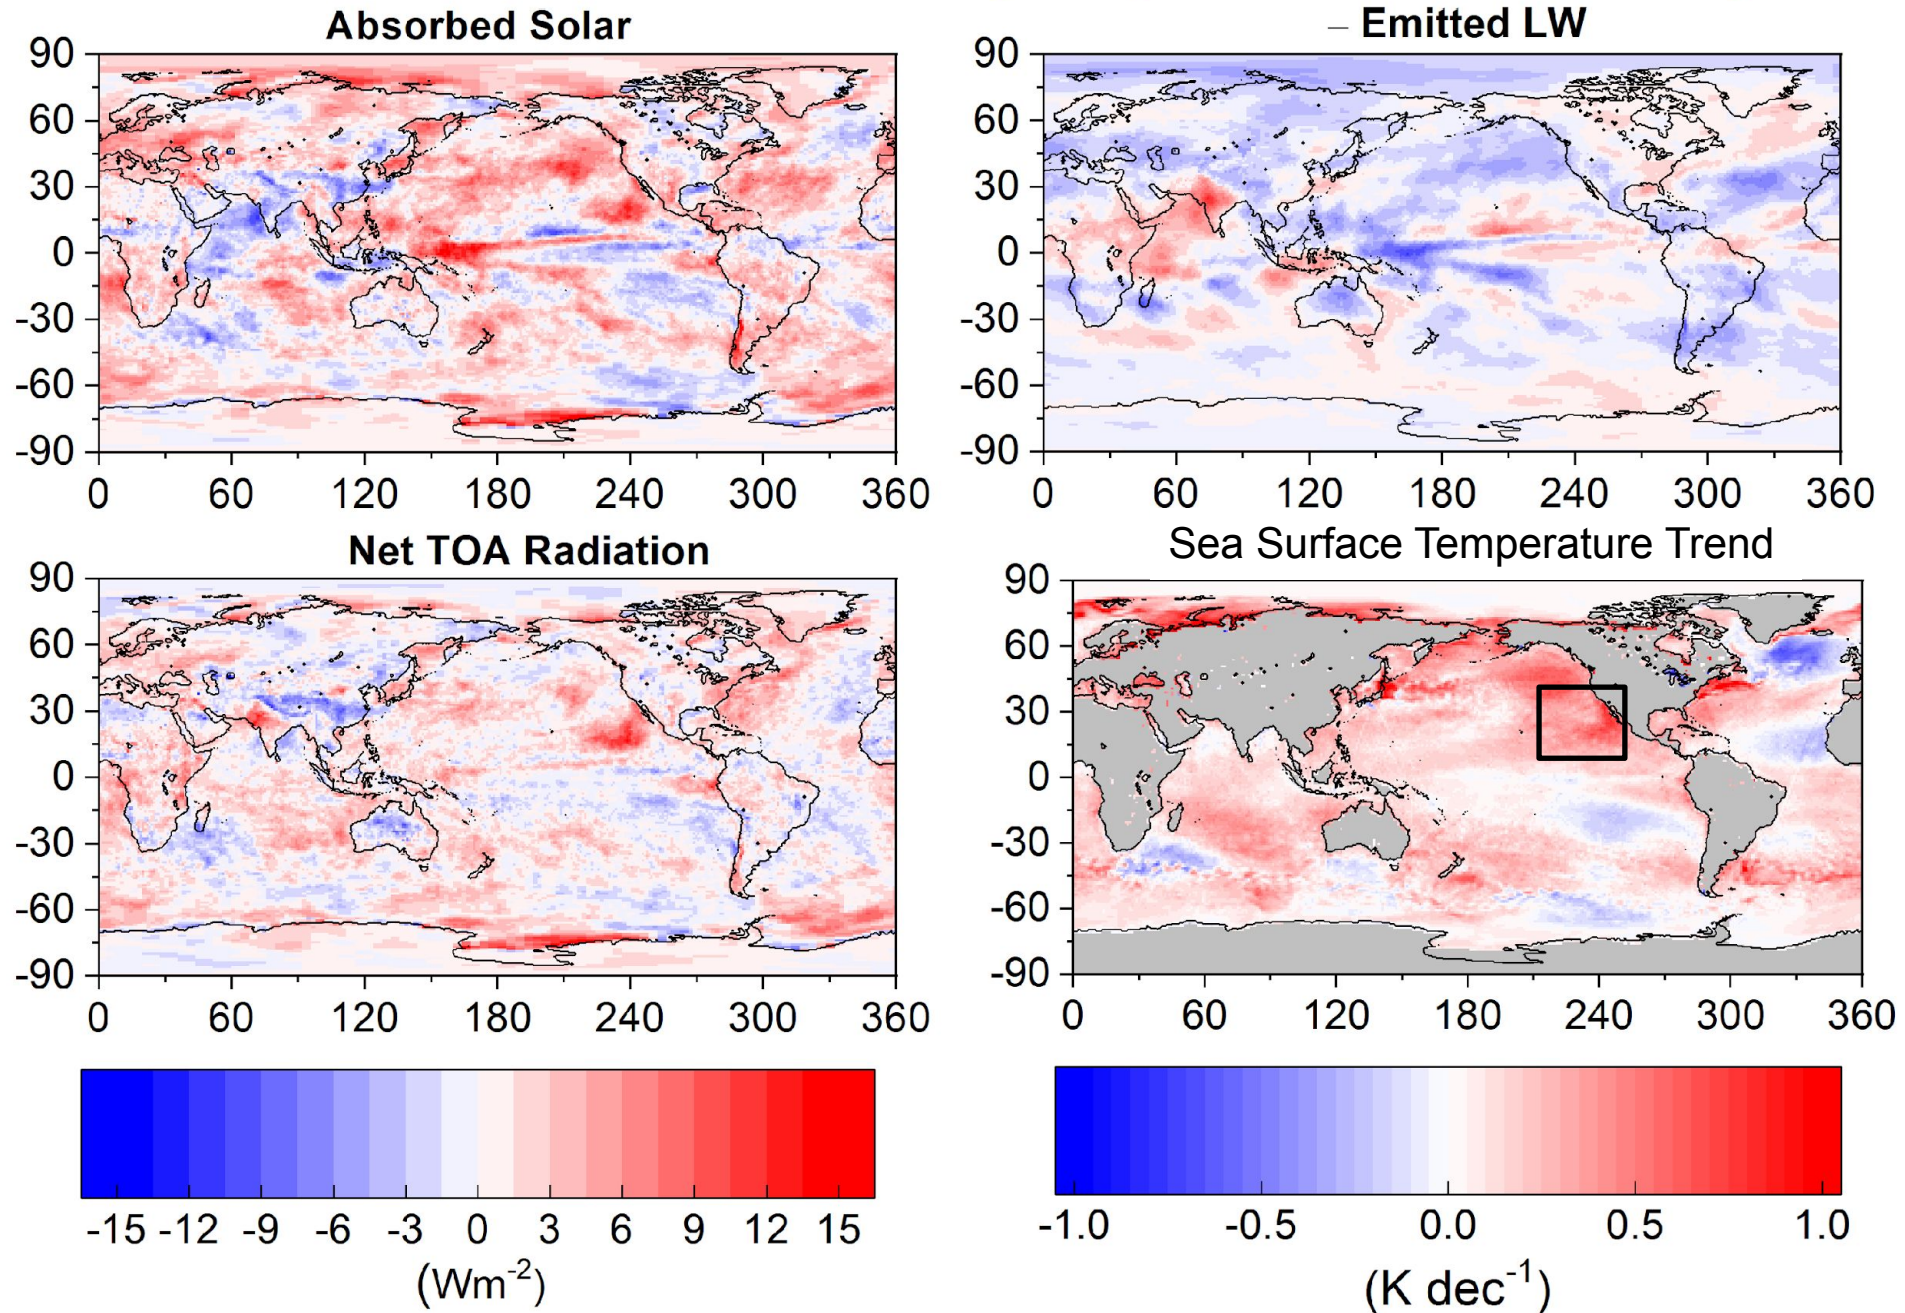 Absorbed Solar
— Emitted LW
90
60
30
0
-30
-60
-90
0 60 120 180 240 300 360
90
60
30
0
-30
-60
-90
0 60 120 180 240 300 360
Net TOA Radiation
Sea Surface Temperature Trend
90
60
30
0
-30
-60
-90
0 60 120 180 240 300 360
90
60
30
0
-30
-60
-90
0 60 120 180 240 300 360
-15 -12 -9 -6 -3 0 3 6 9 12 15
(Wm⁻²)
-1.0 -0.5 0.0 0.5 1.0
(K dec⁻¹)